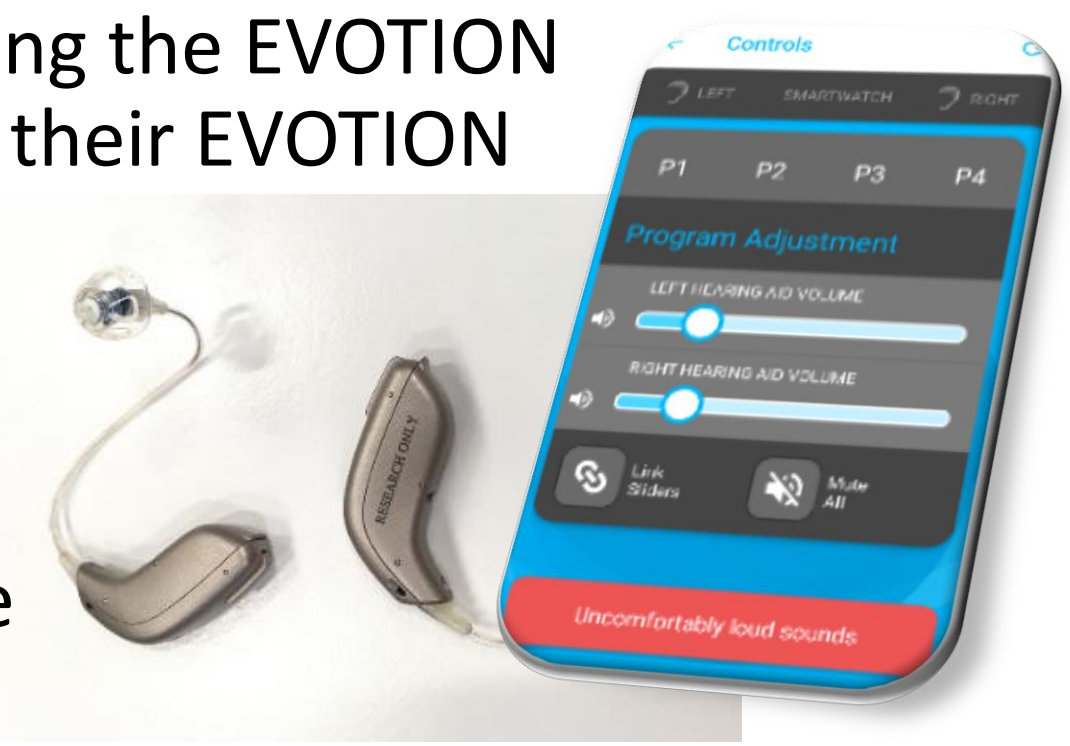 ng the EVOTION
their EVOTION
e
RESEARCH ONLY
Controls
LEFT SMARTWATCH RIGHT
P1 P2 P3 P4
Program Adjustment
LEFT HEARING AID VOLUME
RIGHT HEARING AID VOLUME
Link
Sliders
Mute
All
Uncomfortably loud sounds